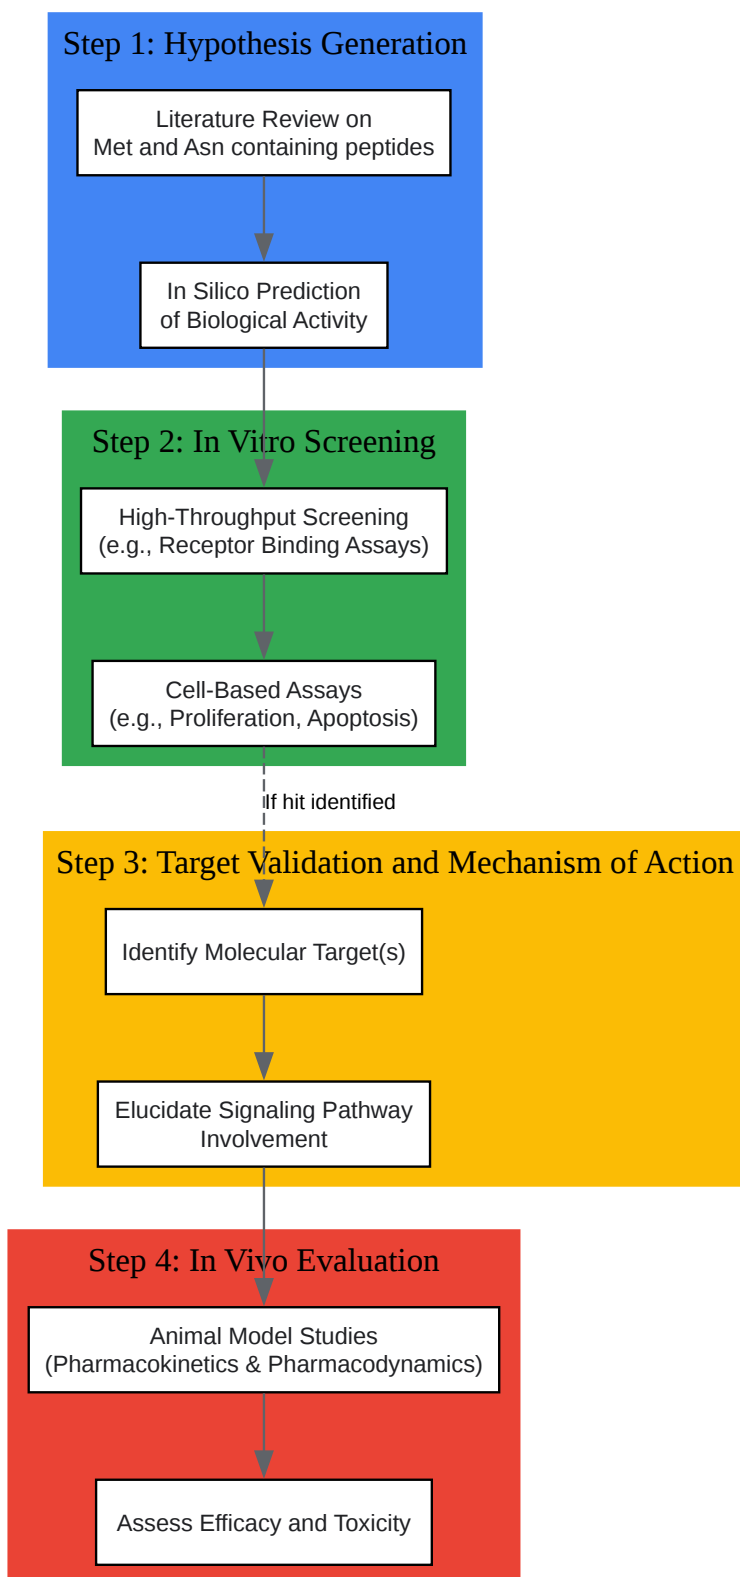 Step 1: Hypothesis Generation
Literature Review on
Met and Asn containing peptides
In Silico Prediction
of Biological Activity
Step 2: In Vitro Screening
High-Throughput Screening
(e.g., Receptor Binding Assays)
Cell-Based Assays
(e.g., Proliferation, Apoptosis)
If hit identified
Step 3: Target Validation and Mechanism of Action
Identify Molecular Target(s)
Elucidate Signaling Pathway
Involvement
Step 4: In Vivo Evaluation
Animal Model Studies
(Pharmacokinetics & Pharmacodynamics)
Assess Efficacy and Toxicity